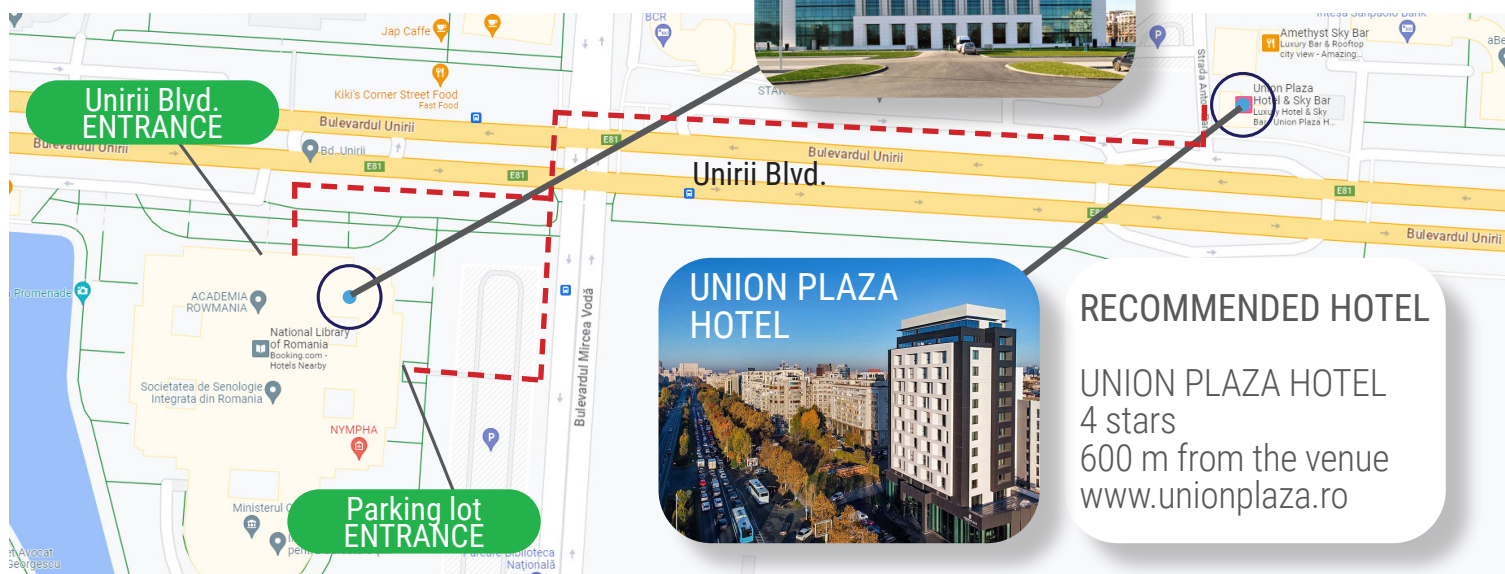 Jap Caffe
BCR
Intesa Sanpaolo Bank
Amethyst Sky Bar
Luxury Bar & Rooftop
city view - Amazing...
Kiki's Corner Street Food
Fast Food
Unirii Blvd.
ENTRANCE
Union Plaza
Hotel & Sky Bar
Luxury Hotel & Sky
Bar Union Plaza H...
Bulevardul Unirii
Bulevardul Unirii
Bd. Unirii
E81
E81
E81
Bulevardul Unirii
Unirii Blvd.
E81
E81
Bulevardul Unirii
Promenade
ACADEMIA
ROWMANIA
National Library
of Romania
Booking.com -
Hotels Nearby
Societatea de Senologie
Integrata din Romania
NYMPHA
P
P
Bulevardul Mircea Vodă
UNION PLAZA
HOTEL
RECOMMENDED HOTEL
UNION PLAZA HOTEL
4 stars
600 m from the venue
www.unionplaza.ro
Parking lot
ENTRANCE
Ministerul
Națională